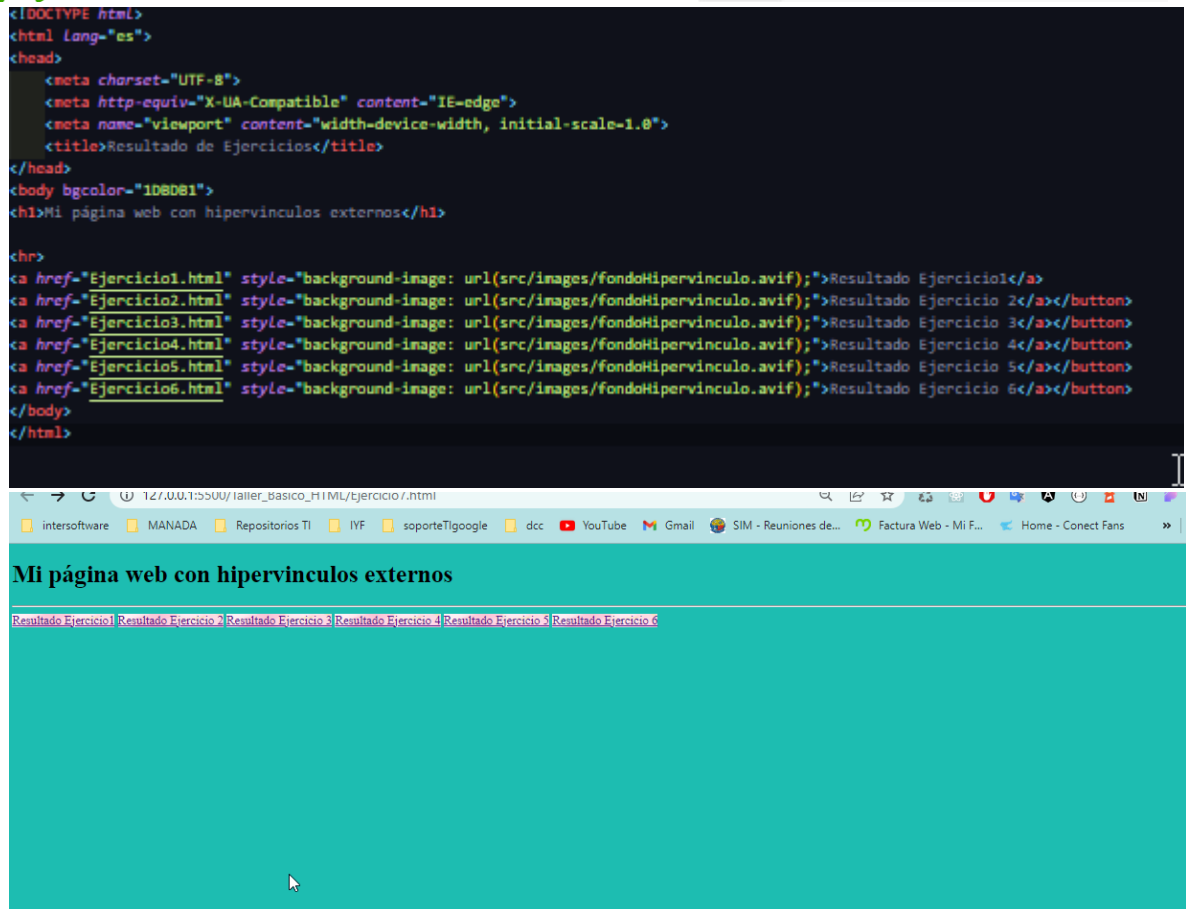 <!DOCTYPE html>
<html lang="es">
<head>
<meta charset="UTF-8">
<meta http-equiv="X-UA-Compatible" content="IE=edge">
<meta name="viewport" content="width=device-width, initial-scale=1.0">
<title>Resultado de Ejercicios</title>
</head>
<body bgcolor="1DBDB1">
<h1>Mi página web con hipervinculos externos</h1>
<hr>
<a href="Ejercicio1.html" style="background-image: url(src/images/fondoHipervinculo.avif);">Resultado Ejercicio1</a>
<a href="Ejercicio2.html" style="background-image: url(src/images/fondoHipervinculo.avif);">Resultado Ejercicio 2</a></button>
<a href="Ejercicio3.html" style="background-image: url(src/images/fondoHipervinculo.avif);">Resultado Ejercicio 3</a></button>
<a href="Ejercicio4.html" style="background-image: url(src/images/fondoHipervinculo.avif);">Resultado Ejercicio 4</a></button>
<a href="Ejercicio5.html" style="background-image: url(src/images/fondoHipervinculo.avif);">Resultado Ejercicio 5</a></button>
<a href="Ejercicio6.html" style="background-image: url(src/images/fondoHipervinculo.avif);">Resultado Ejercicio 6</a></button>
</body>
</html>
127.0.0.1:5500/Taller_Basico_HTML/Ejercicio7.html
intersoftware MANADA Repositorios TI IYF soporteTIgoogle dcc YouTube Gmail SIM - Reuniones de... Factura Web - Mi F... Home - Conect Fans »
Mi página web con hipervinculos externos
Resultado Ejercicio1 Resultado Ejercicio 2 Resultado Ejercicio 3 Resultado Ejercicio 4 Resultado Ejercicio 5 Resultado Ejercicio 6